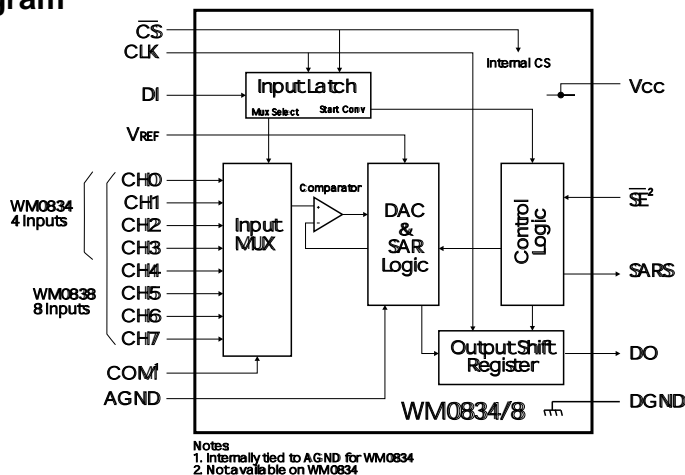 gram
CS
CLK
Internal CS
Input Latch
Mux Select Start Conv
DI
VCC
VREF
CH0
CH1
CH2
CH3
CH4
CH5
CH6
CH7
WM0834
4 Inputs
WM0838
8 Inputs
Input
MUX
Comparator
+
-
DAC
&
SAR
Logic
Control
Logic
SE²
SARS
Output Shift
Register
DO
COM¹
AGND
DGND
WM0834/8
Notes
1. Internally tied to AGND for WM0834
2. Not available on WM0834